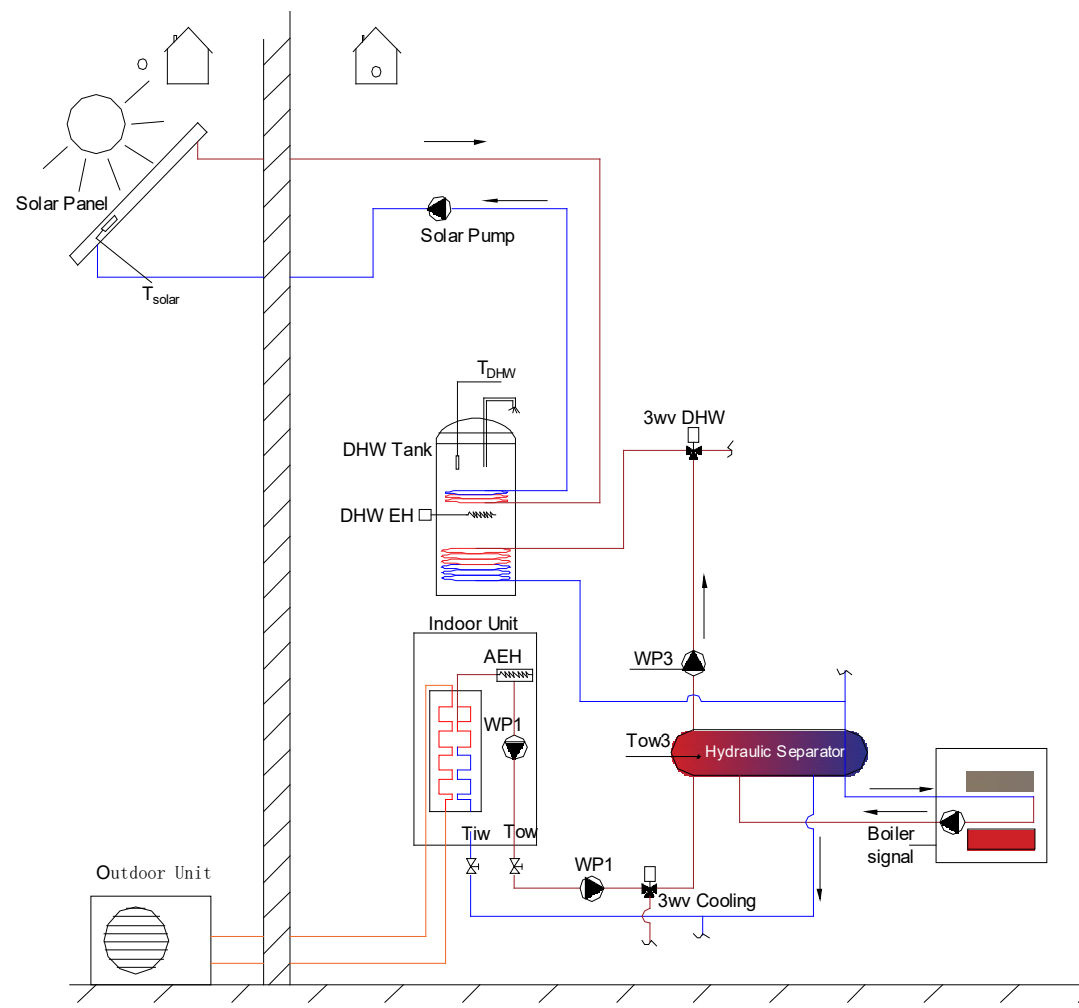 Solar Panel
Solar Pump
Tsolar
TDHW
3wv DHW
DHW Tank
DHW EH
Indoor Unit
AEH
WP3
WP1
Tow3
Hydraulic Separator
Tiw
Tow
Boiler
signal
WP1
3wv Cooling
Outdoor Unit